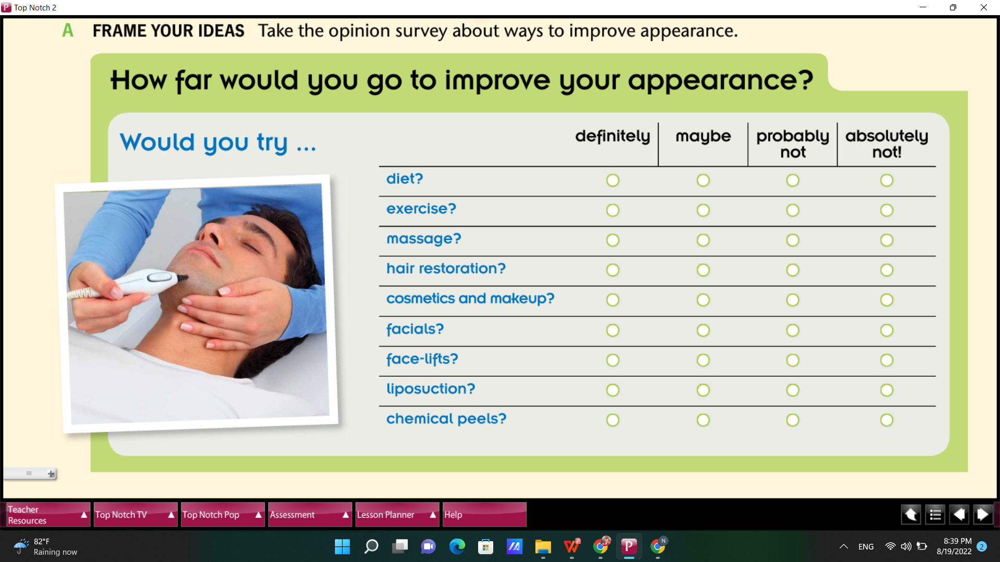 Top Notch 2
A FRAME YOUR IDEAS Take the opinion survey about ways to improve appearance.
How far would you go to improve your appearance?
Would you try ...
definitely maybe probably not absolutely not!
diet?
exercise?
massage?
hair restoration?
cosmetics and makeup?
facials?
face-lifts?
liposuction?
chemical peels?
Teacher Resources Top Notch TV Top Notch Pop Assessment Lesson Planner Help
82°F
Raining now
ENG
8:39 PM
8/19/2022
2